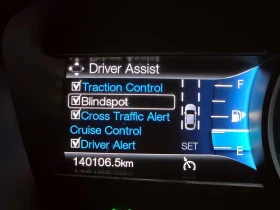 Driver Assist
Traction Control
F
Blindspot
Cross Traffic Alert
Cruise Control
Driver Alert
SET
E
140106.5km